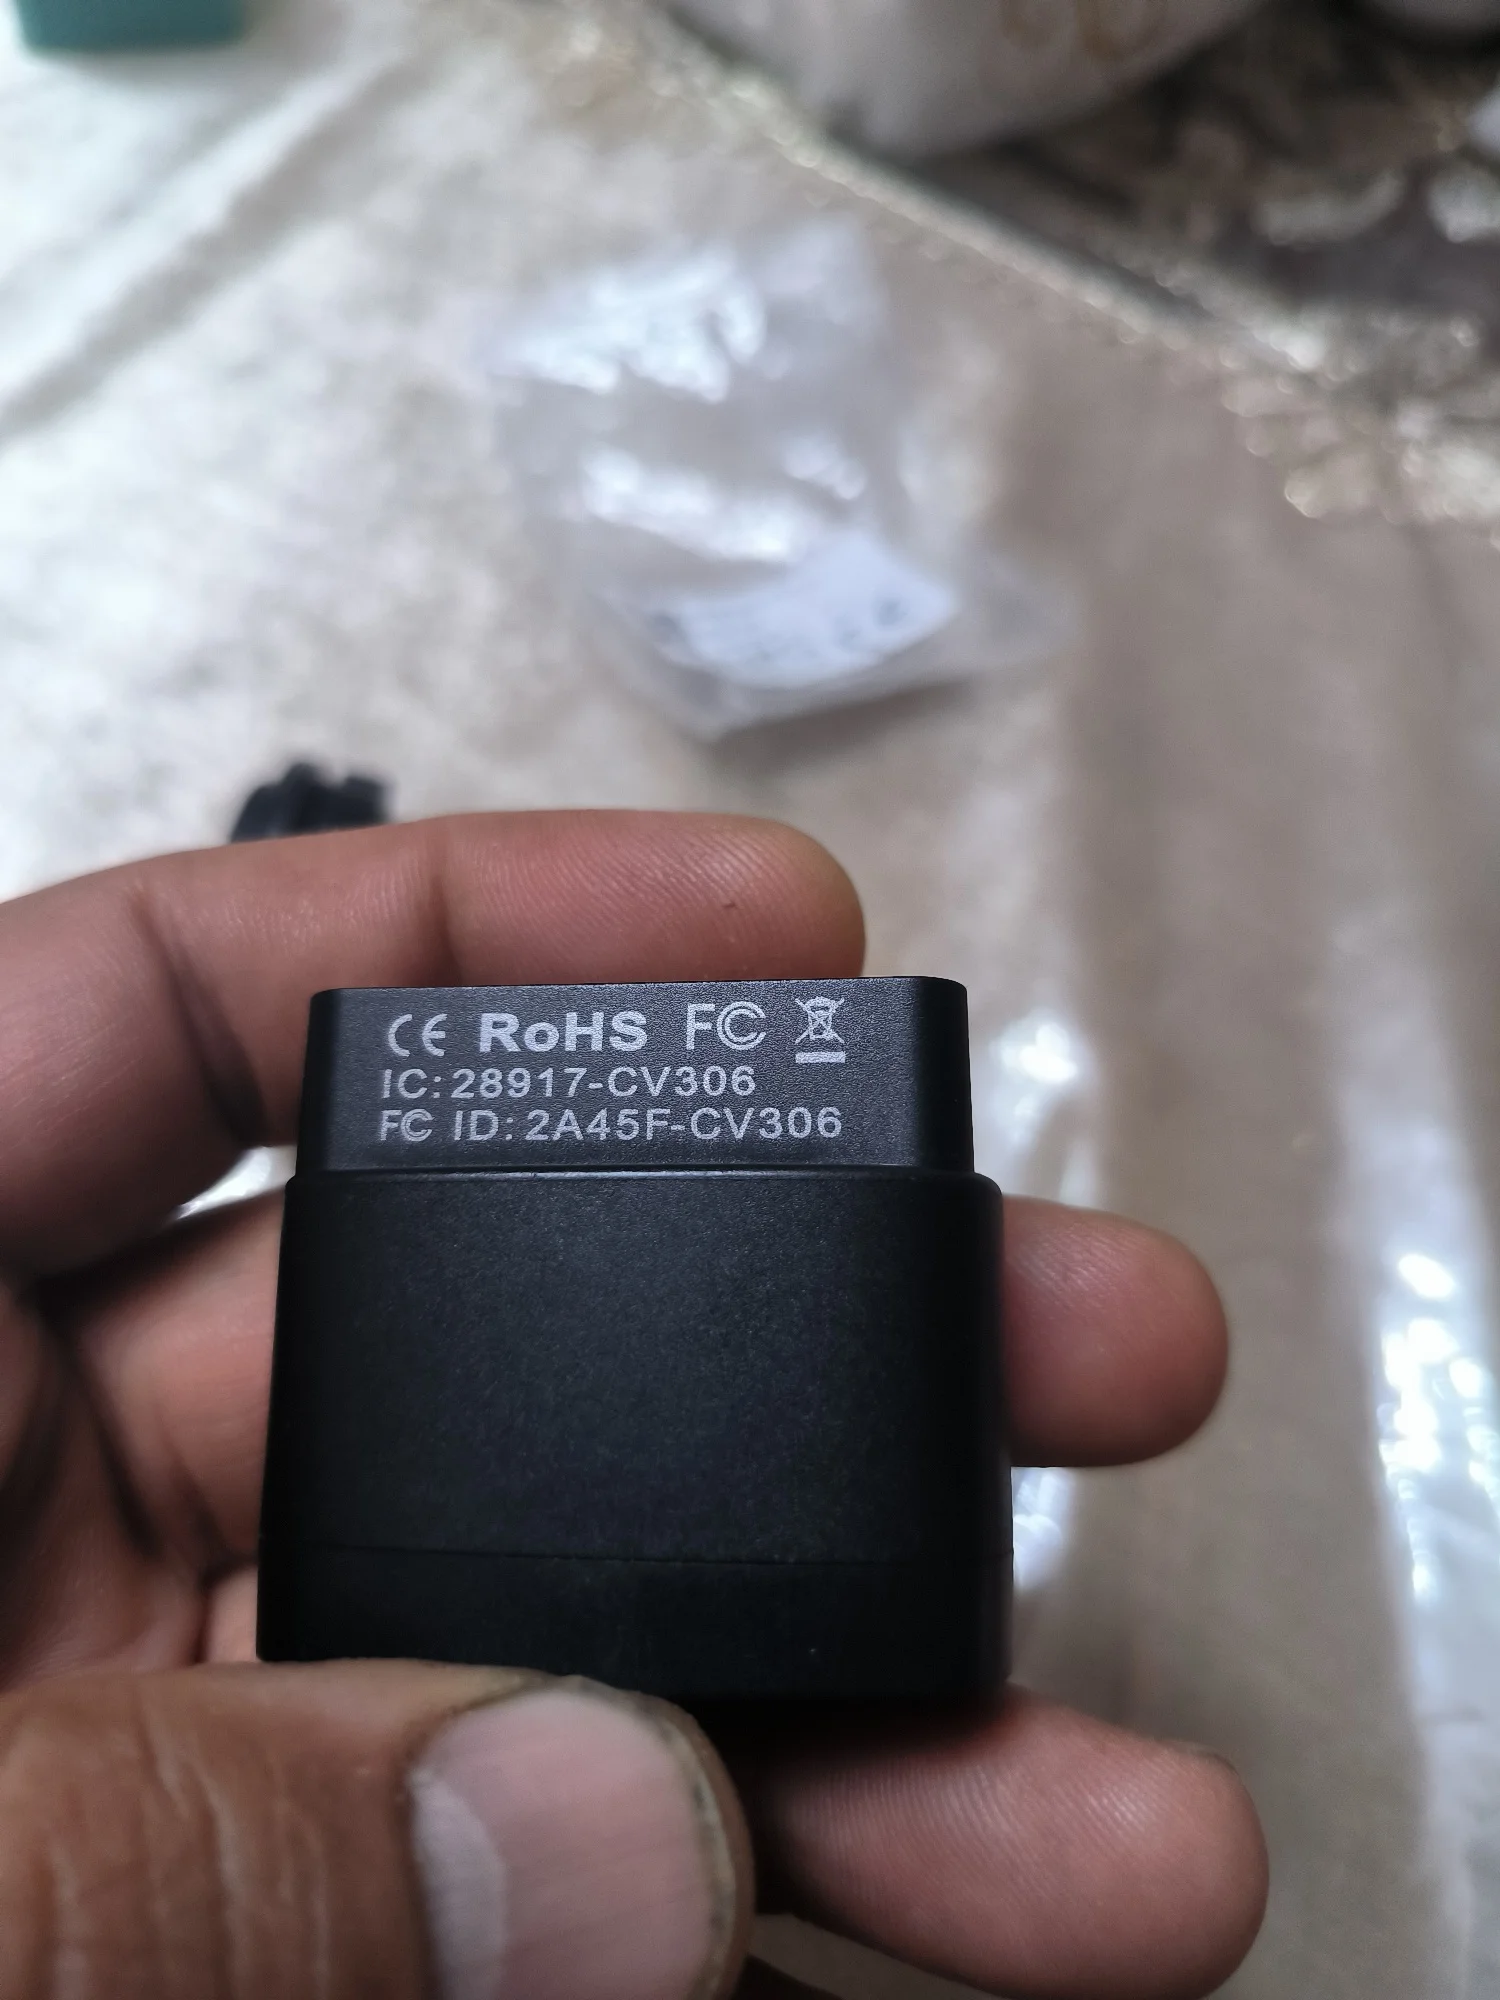 CE RoHS FC
IC: 28917-CV306
FC ID: 2A45F-CV306